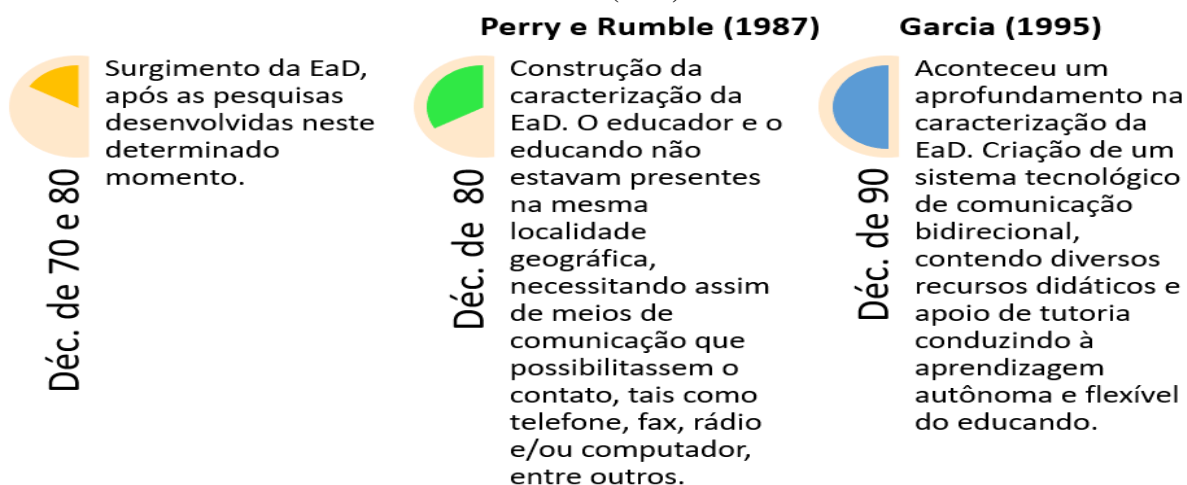 Déc. de 70 e 80
Surgimento da EaD,
após as pesquisas
desenvolvidas neste
determinado
momento.
Perry e Rumble (1987)
Déc. de 80
Construção da
caracterização da
EaD. O educador e o
educando não
estavam presentes
na mesma
localidade
geográfica,
necessitando assim
de meios de
comunicação que
possibilitassem o
contato, tais como
telefone, fax, rádio
e/ou computador,
entre outros.
Garcia (1995)
Déc. de 90
Aconteceu um
aprofundamento na
caracterização da
EaD. Criação de um
sistema tecnológico
de comunicação
bidirecional,
contendo diversos
recursos didáticos e
apoio de tutoria
conduzindo à
aprendizagem
autônoma e flexível
do educando.